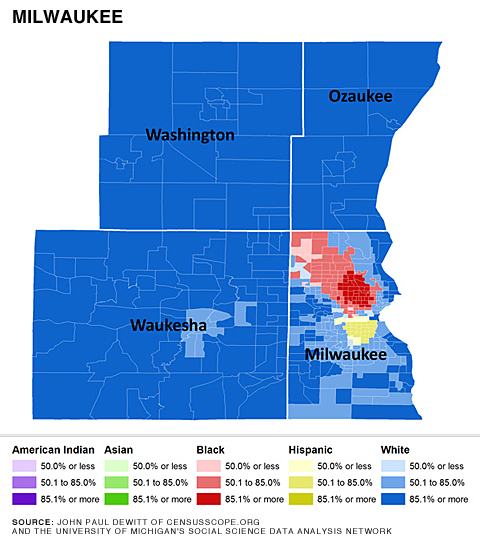 MILWAUKEE
Ozaukee
Washington
Waukesha
Milwaukee
American Indian Asian Black Hispanic White
50.0% or less 50.0% or less 50.0% or less 50.0% or less 50.0% or less
50.1 to 85.0% 50.1 to 85.0% 50.1 to 85.0% 50.1 to 85.0% 50.1 to 85.0%
85.1% or more 85.1% or more 85.1% or more 85.1% or more 85.1% or more
SOURCE: JOHN PAUL DEWITT OF CENSUSSCOPE.ORG
AND THE UNIVERSITY OF MICHIGAN'S SOCIAL SCIENCE DATA ANALYSIS NETWORK